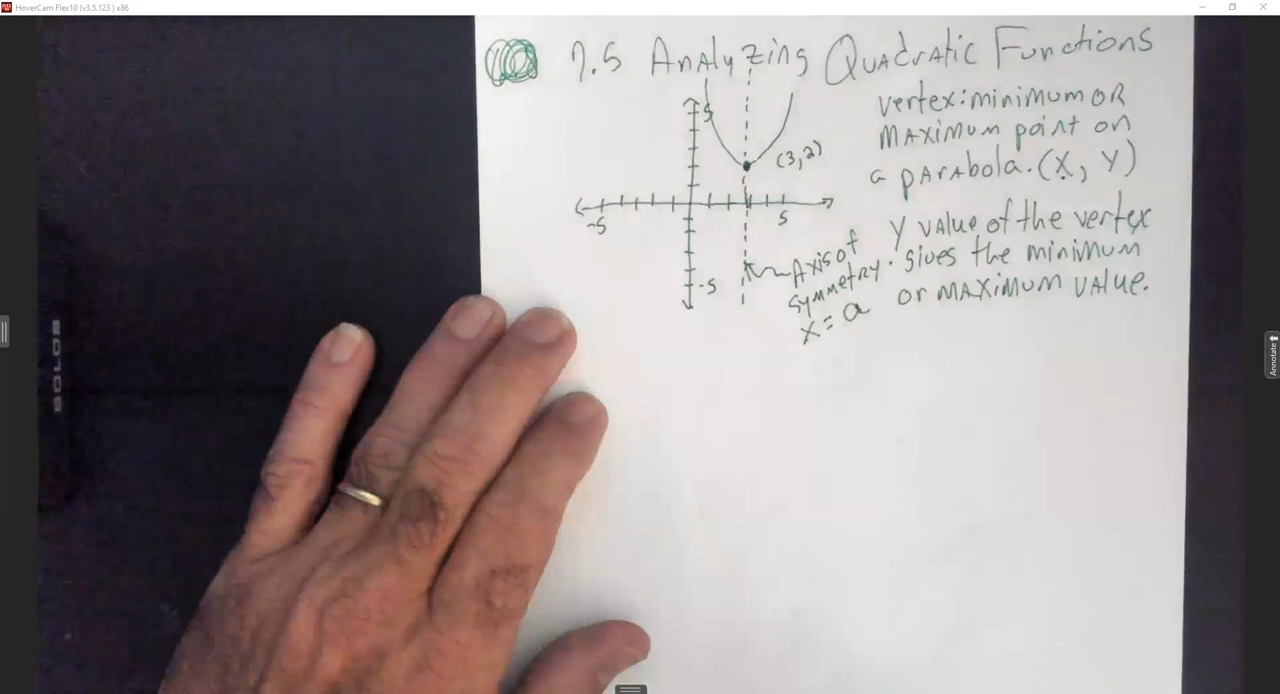 HoverCam Flex10 (v3.5.123) x86
7.5 Analyzing Quadratic Functions
5
(3,2)
-5
5
-5
Axis of
symmetry.
x = a
vertex: minimum OR
maximum point on
a parabola. (X, Y)
Y value of the vertex
gives the minimum
or maximum value.
SOLO8
Annotate